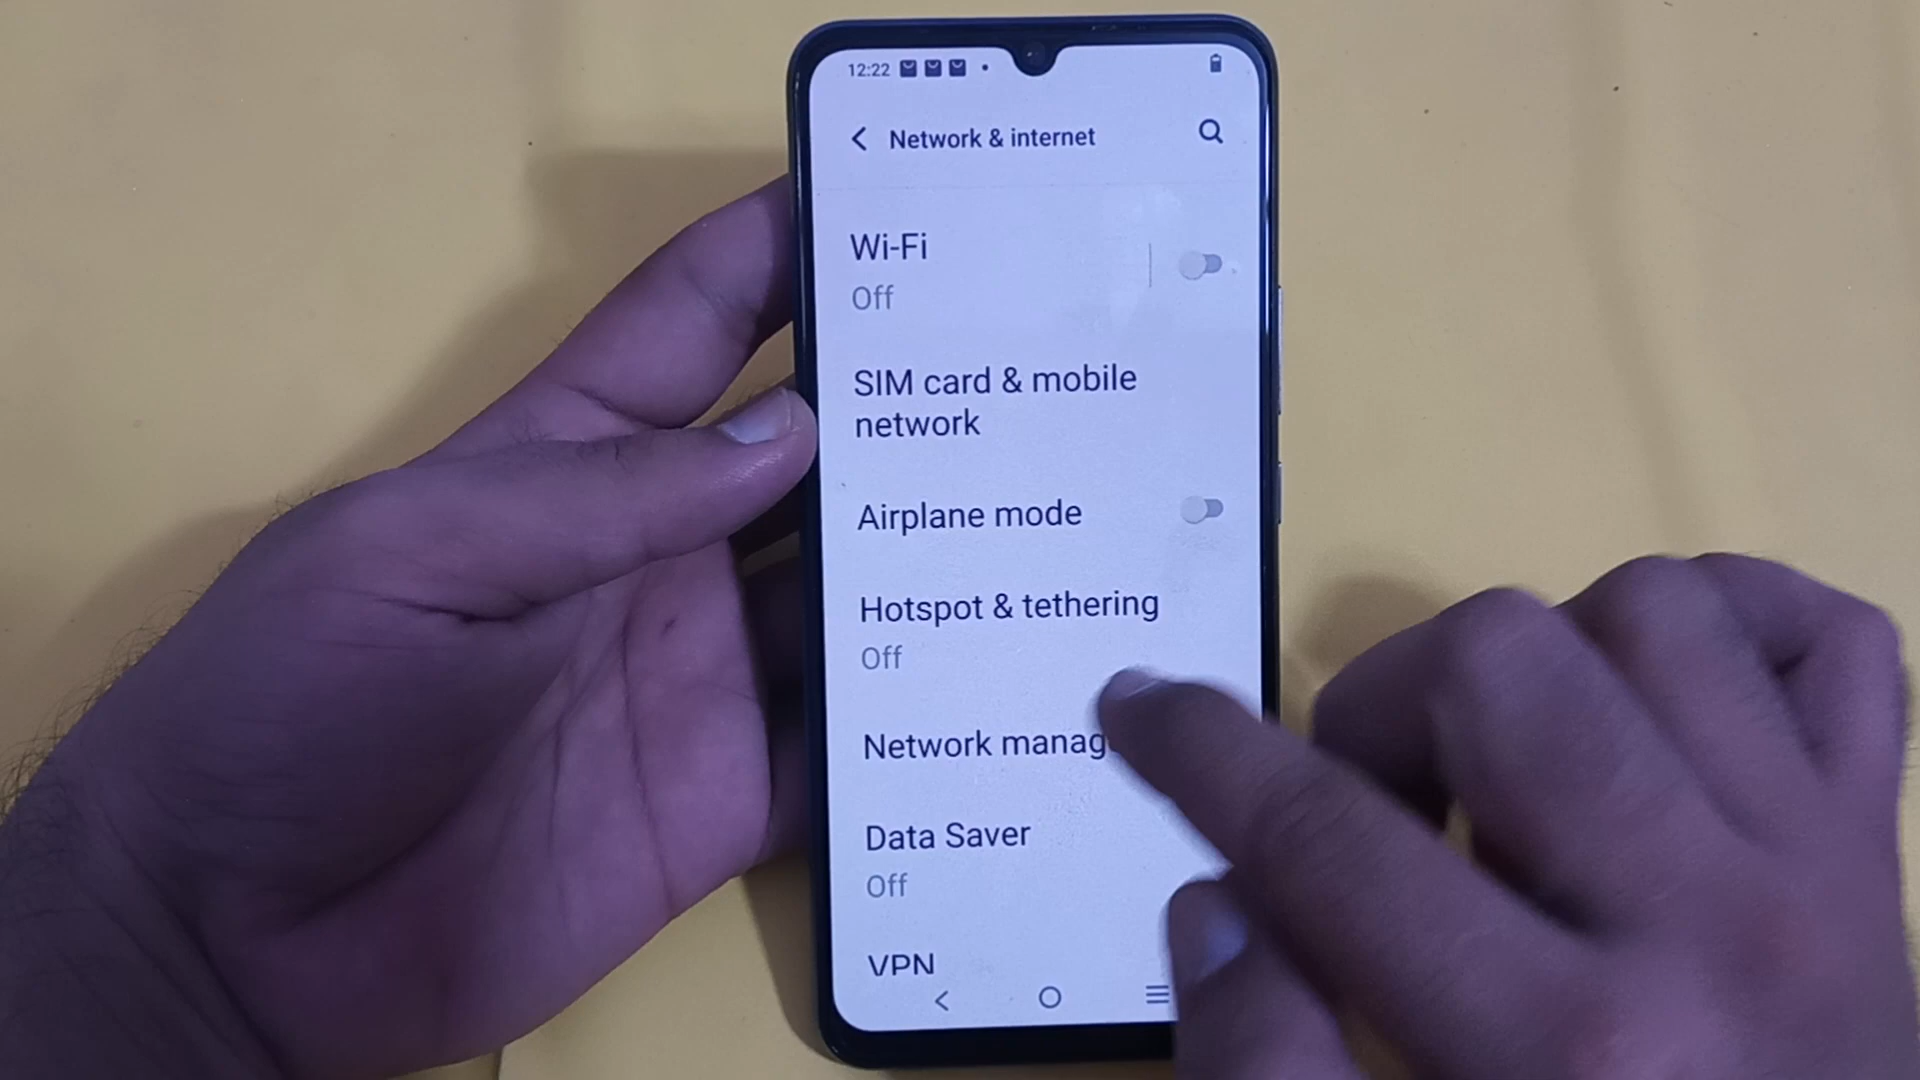 12:22
Network & internet
Wi-Fi
Off
SIM card & mobile
network
Airplane mode
Hotspot & tethering
Off
Network
Data Saver
Off
VPN